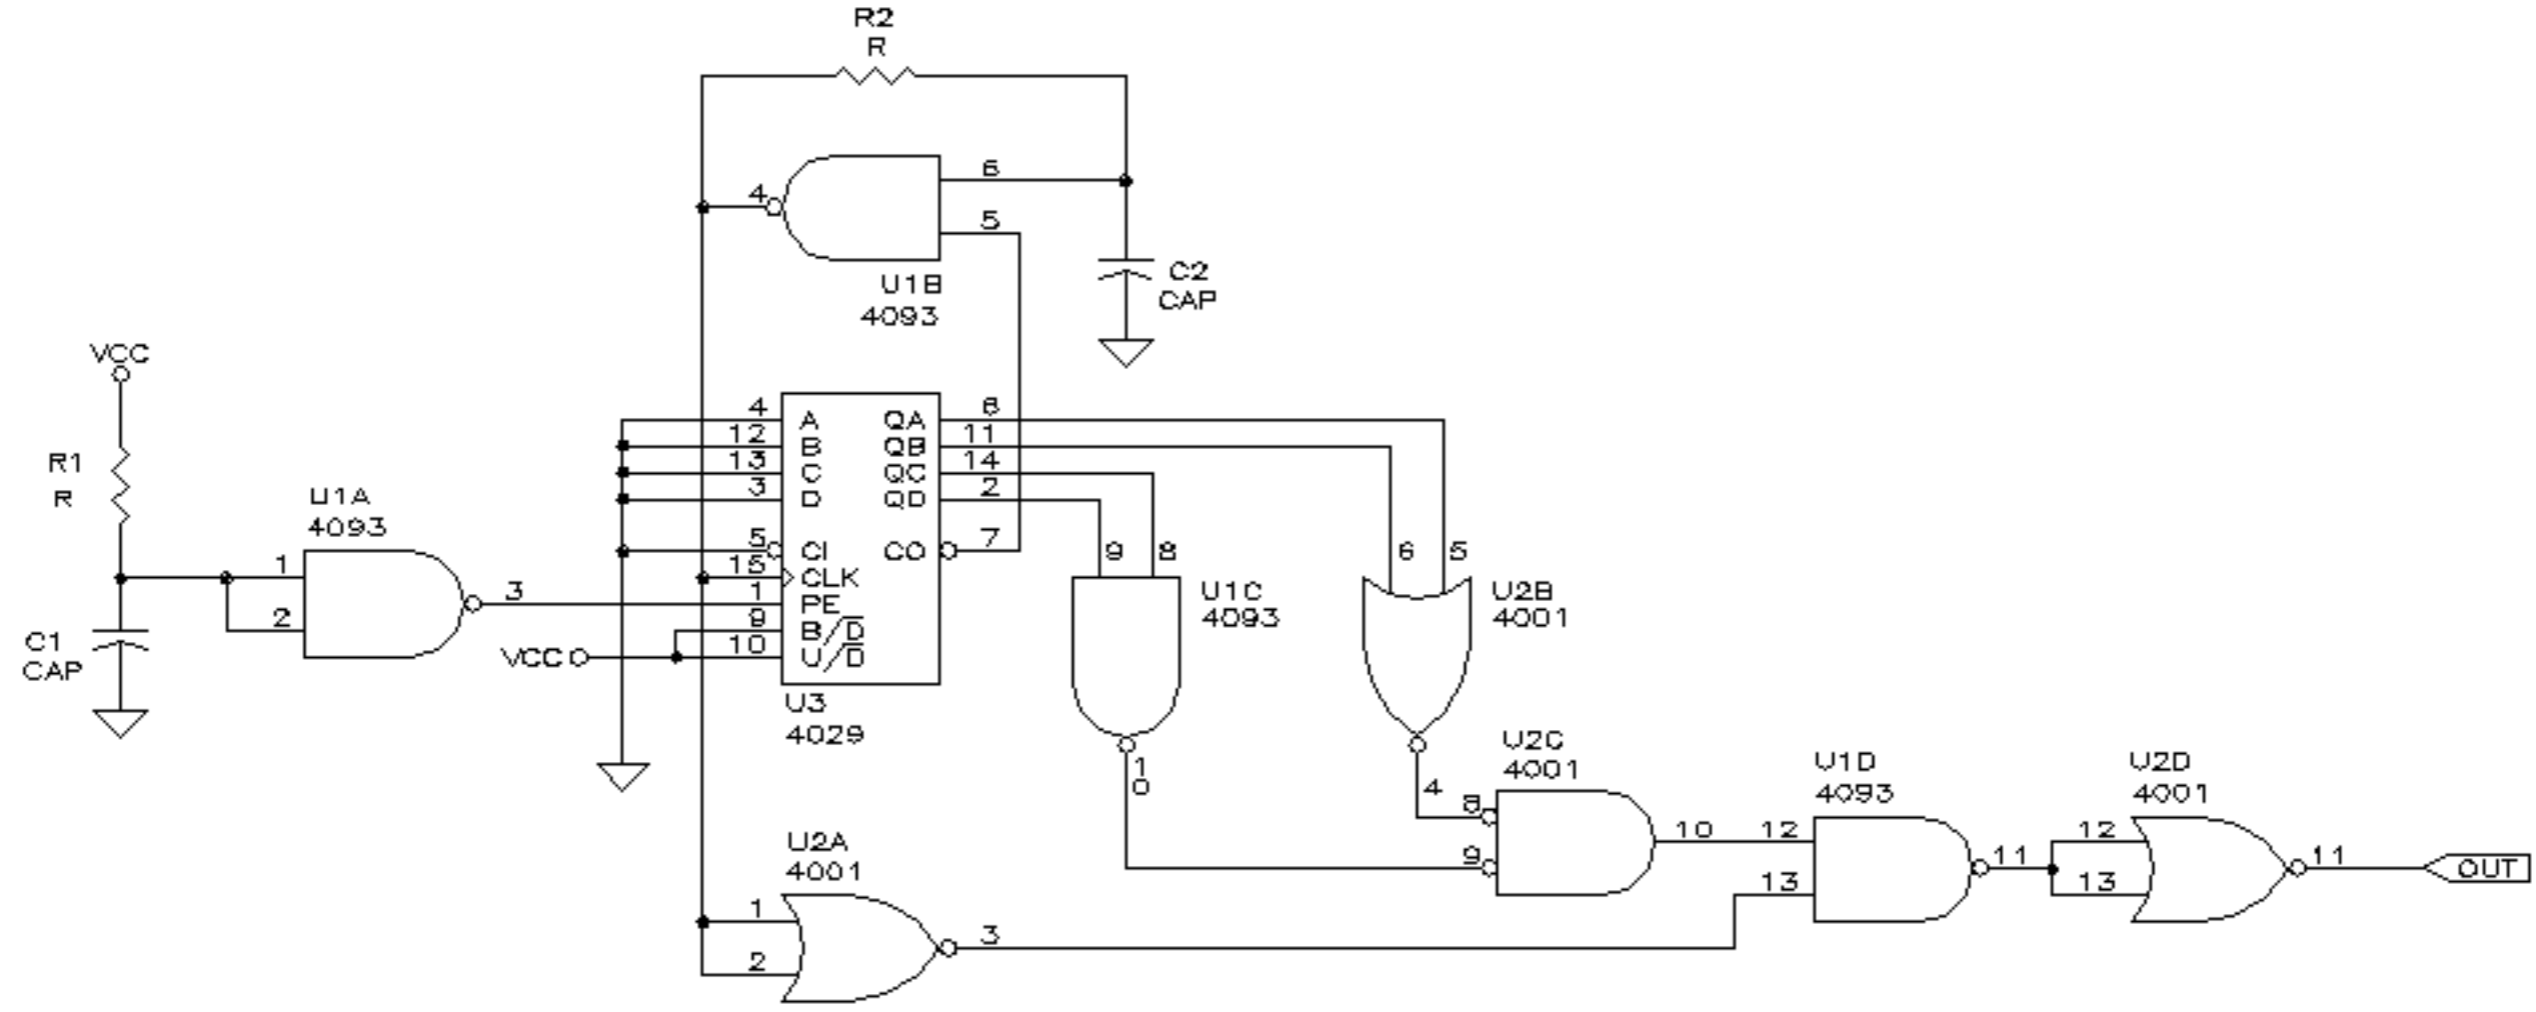 R2
R
6
4
5
U1B
4093
C2
CAP
VCC
R1
R
U1A
4093
1
2
3
C1
CAP
4 A QA 6
12 B QB 11
13 C QC 14
3 D QD 2
5 CI CO 7
15 CLK
1 PE
9 B/D
VCC 10 U/D
U3
4029
9 8
U1C
4093
1
0
6 5
U2B
4001
4
U2C
4001
8
9
10
U1D
4093
12
13
11
U2D
4001
12
13
11
OUT
U2A
4001
1
2
3